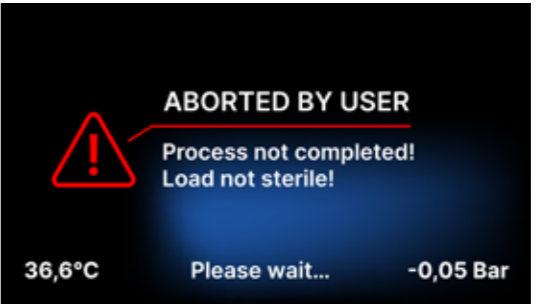 ABORTED BY USER
Process not completed!
Load not sterile!
36,6°C Please wait... -0,05 Bar